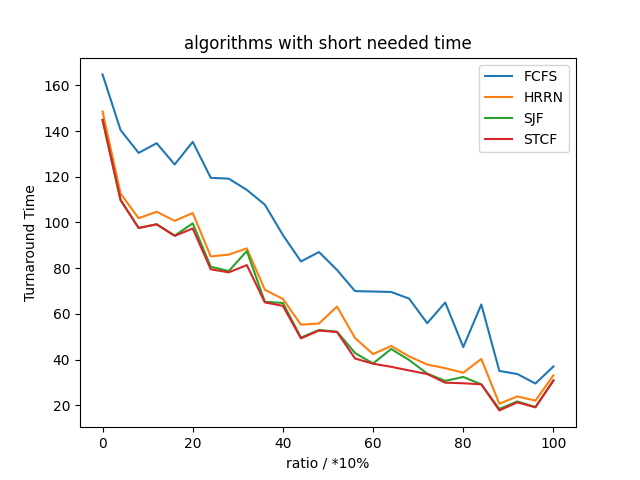 algorithms with short needed time
FCFS
HRRN
SJF
STCF
Turnaround Time
160
140
120
100
80
60
40
20
0 20 40 60 80 100
ratio / *10%